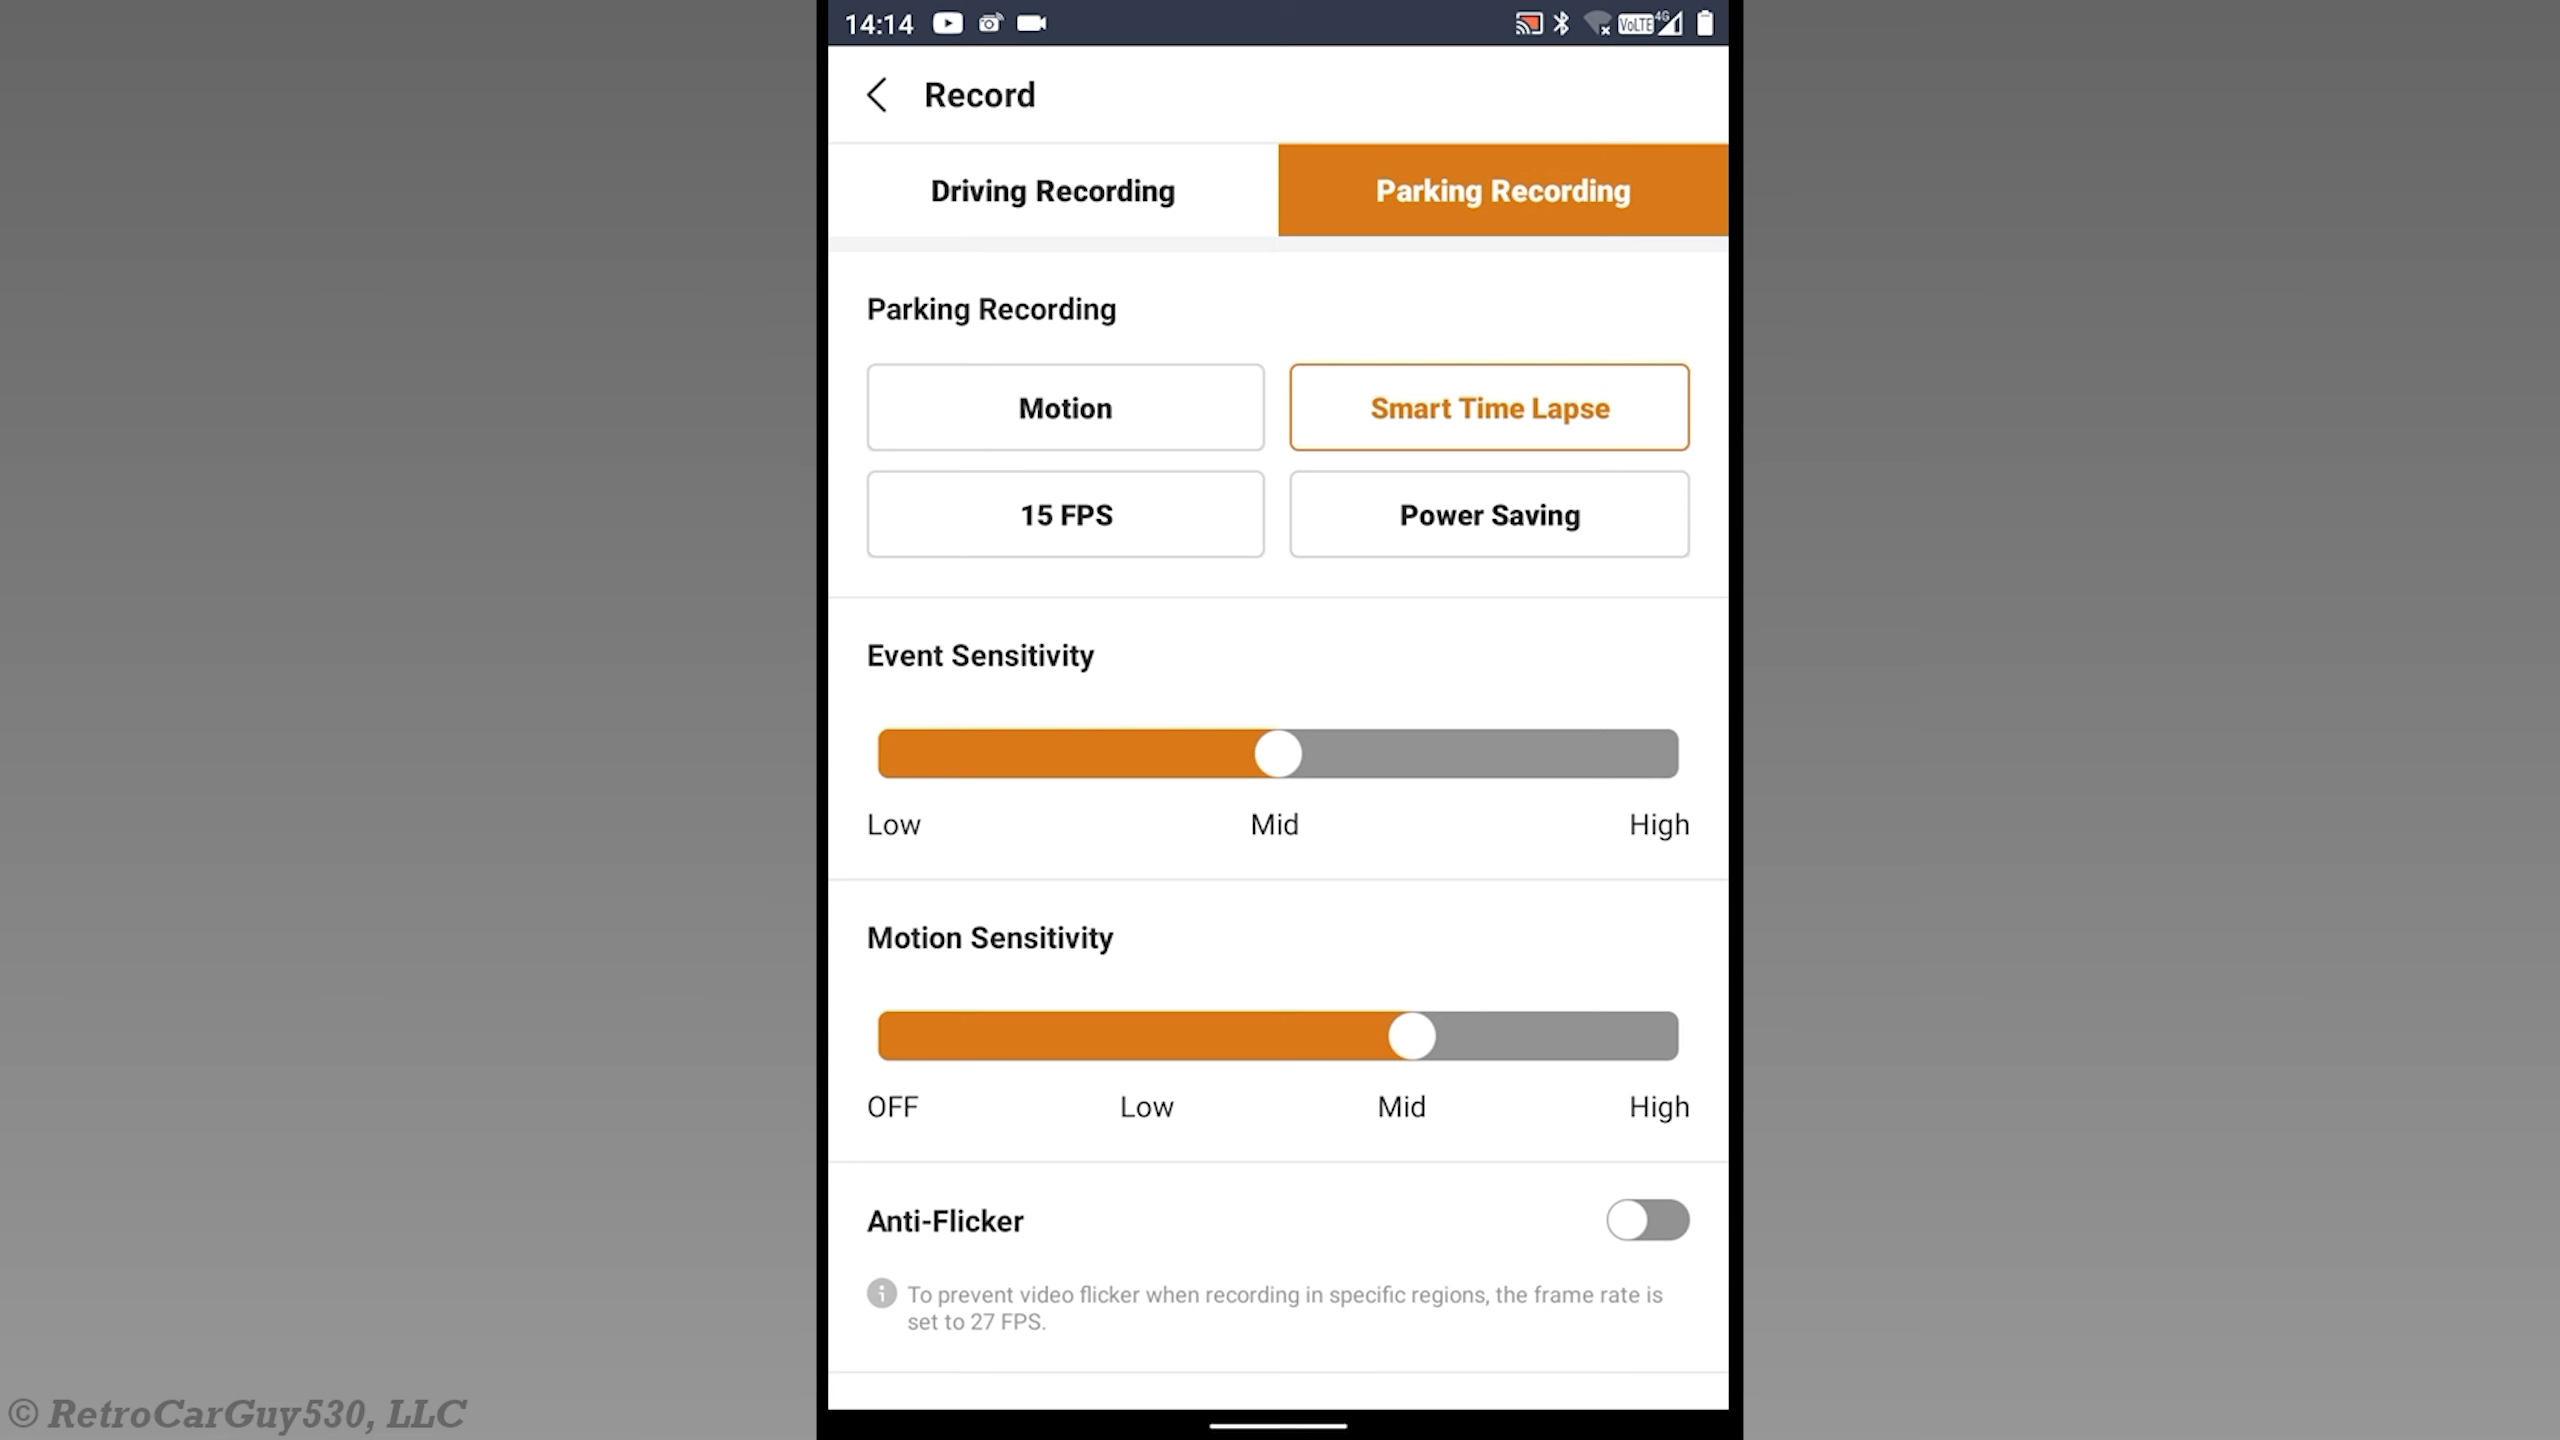 14:14
VoLTE 4G
Record
Driving Recording
Parking Recording
Parking Recording
Motion
Smart Time Lapse
15 FPS
Power Saving
Event Sensitivity
Low
Mid
High
Motion Sensitivity
OFF
Low
Mid
High
Anti-Flicker
To prevent video flicker when recording in specific regions, the frame rate is
set to 27 FPS.
© RetroCarGuy530, LLC